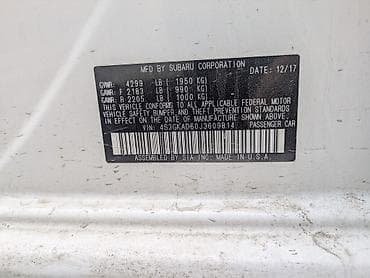 MFD BY SUBARU CORPORATION
GVWR: 4299 LB ( 1950 KG) DATE: 12/17
GAWR: F 2183 LB ( 990 KG)
GAWR: R 2205 LB ( 1000 KG)
THIS VEHICLE CONFORMS TO ALL APPLICABLE FEDERAL MOTOR
VEHICLE SAFETY BUMPER, AND THEFT PREVENTION STANDARDS
IN EFFECT ON THE DATE OF MANUFACTURE SHOWN ABOVE.
VIN: 4S3GKAD60J3609814 PASSENGER CAR
ASSEMBLED BY SIA INC. MADE IN U.S.A.